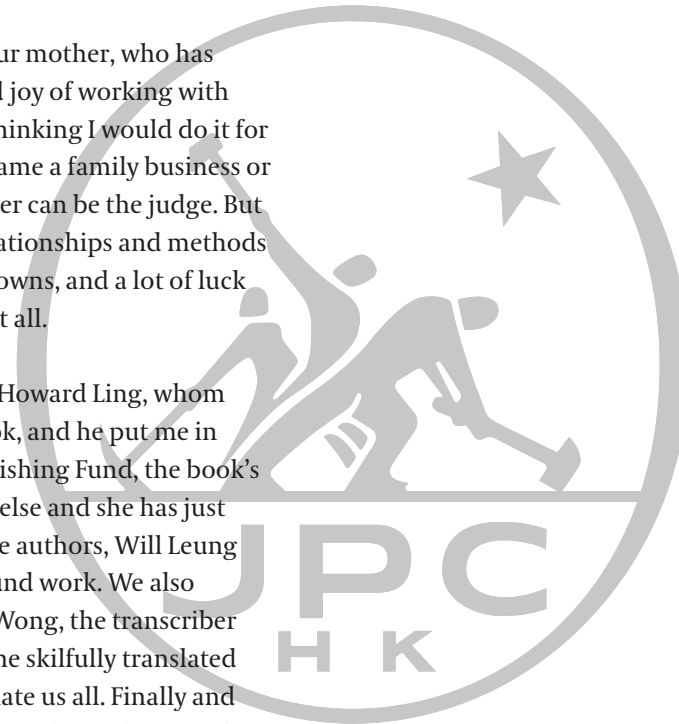 ur mother, who has
d joy of working with
hinking I would do it for
ame a family business or
er can be the judge. But
ationships and methods
owns, and a lot of luck
t all.
Howard Ling, whom
ok, and he put me in
ishing Fund, the book's
else and she has just
e authors, Will Leung
und work. We also
Wong, the transcriber
ne skilfully translated
ate us all. Finally and
JPC
HK